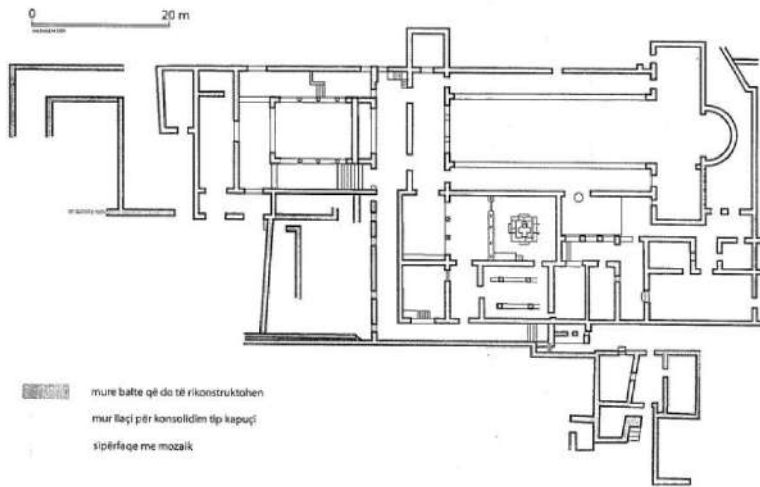 0 20 m
mure balte që do të rikonstruktohen
mur llaçi për konsolidim tip kapuçi
sipërfaqe me mozaik